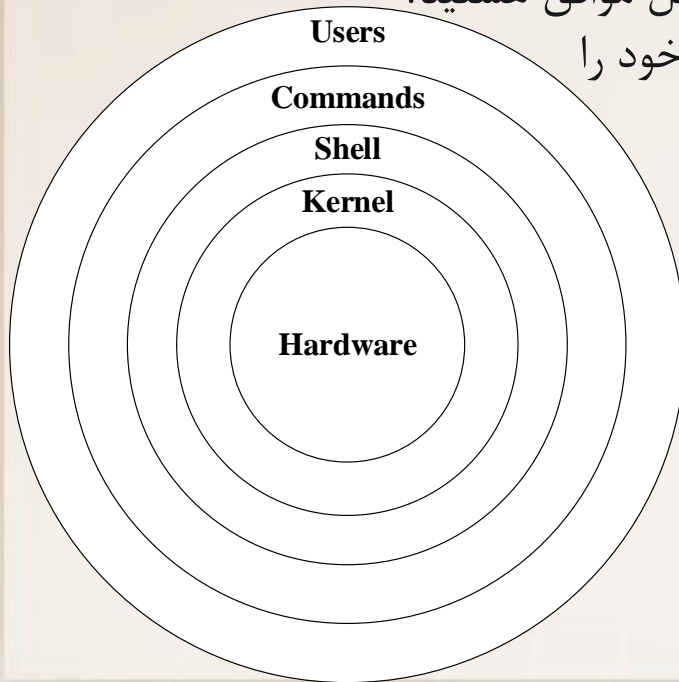 موافق هستید
خود را
Users
Commands
Shell
Kernel
Hardware